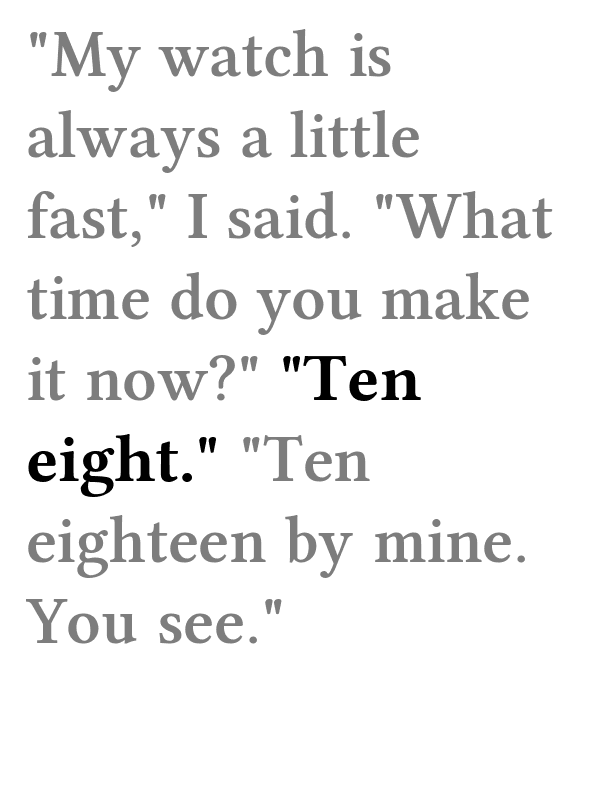 "My watch is
always a little
fast," I said. "What
time do you make
it now?" "Ten
eight." "Ten
eighteen by mine.
You see."